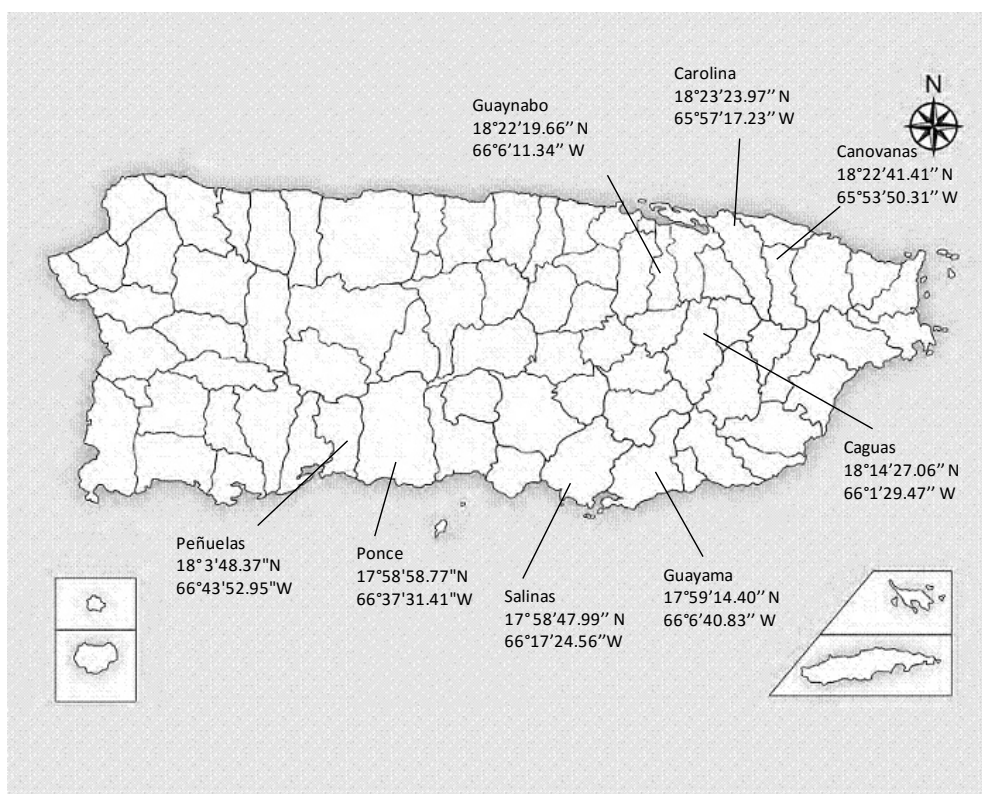 Carolina
18°23’23.97’’ N
65°57’17.23’’ W
N
Guaynabo
18°22’19.66’’ N
66°6’11.34’’ W
Canovanas
18°22’41.41’’ N
65°53’50.31’’ W
Caguas
18°14’27.06’’ N
66°1’29.47’’ W
Peñuelas
18°3'48.37"N
66°43'52.95"W
Ponce
17°58'58.77"N
66°37'31.41"W
Salinas
17°58’47.99’’ N
66°17’24.56’’W
Guayama
17°59’14.40’’ N
66°6’40.83’’ W